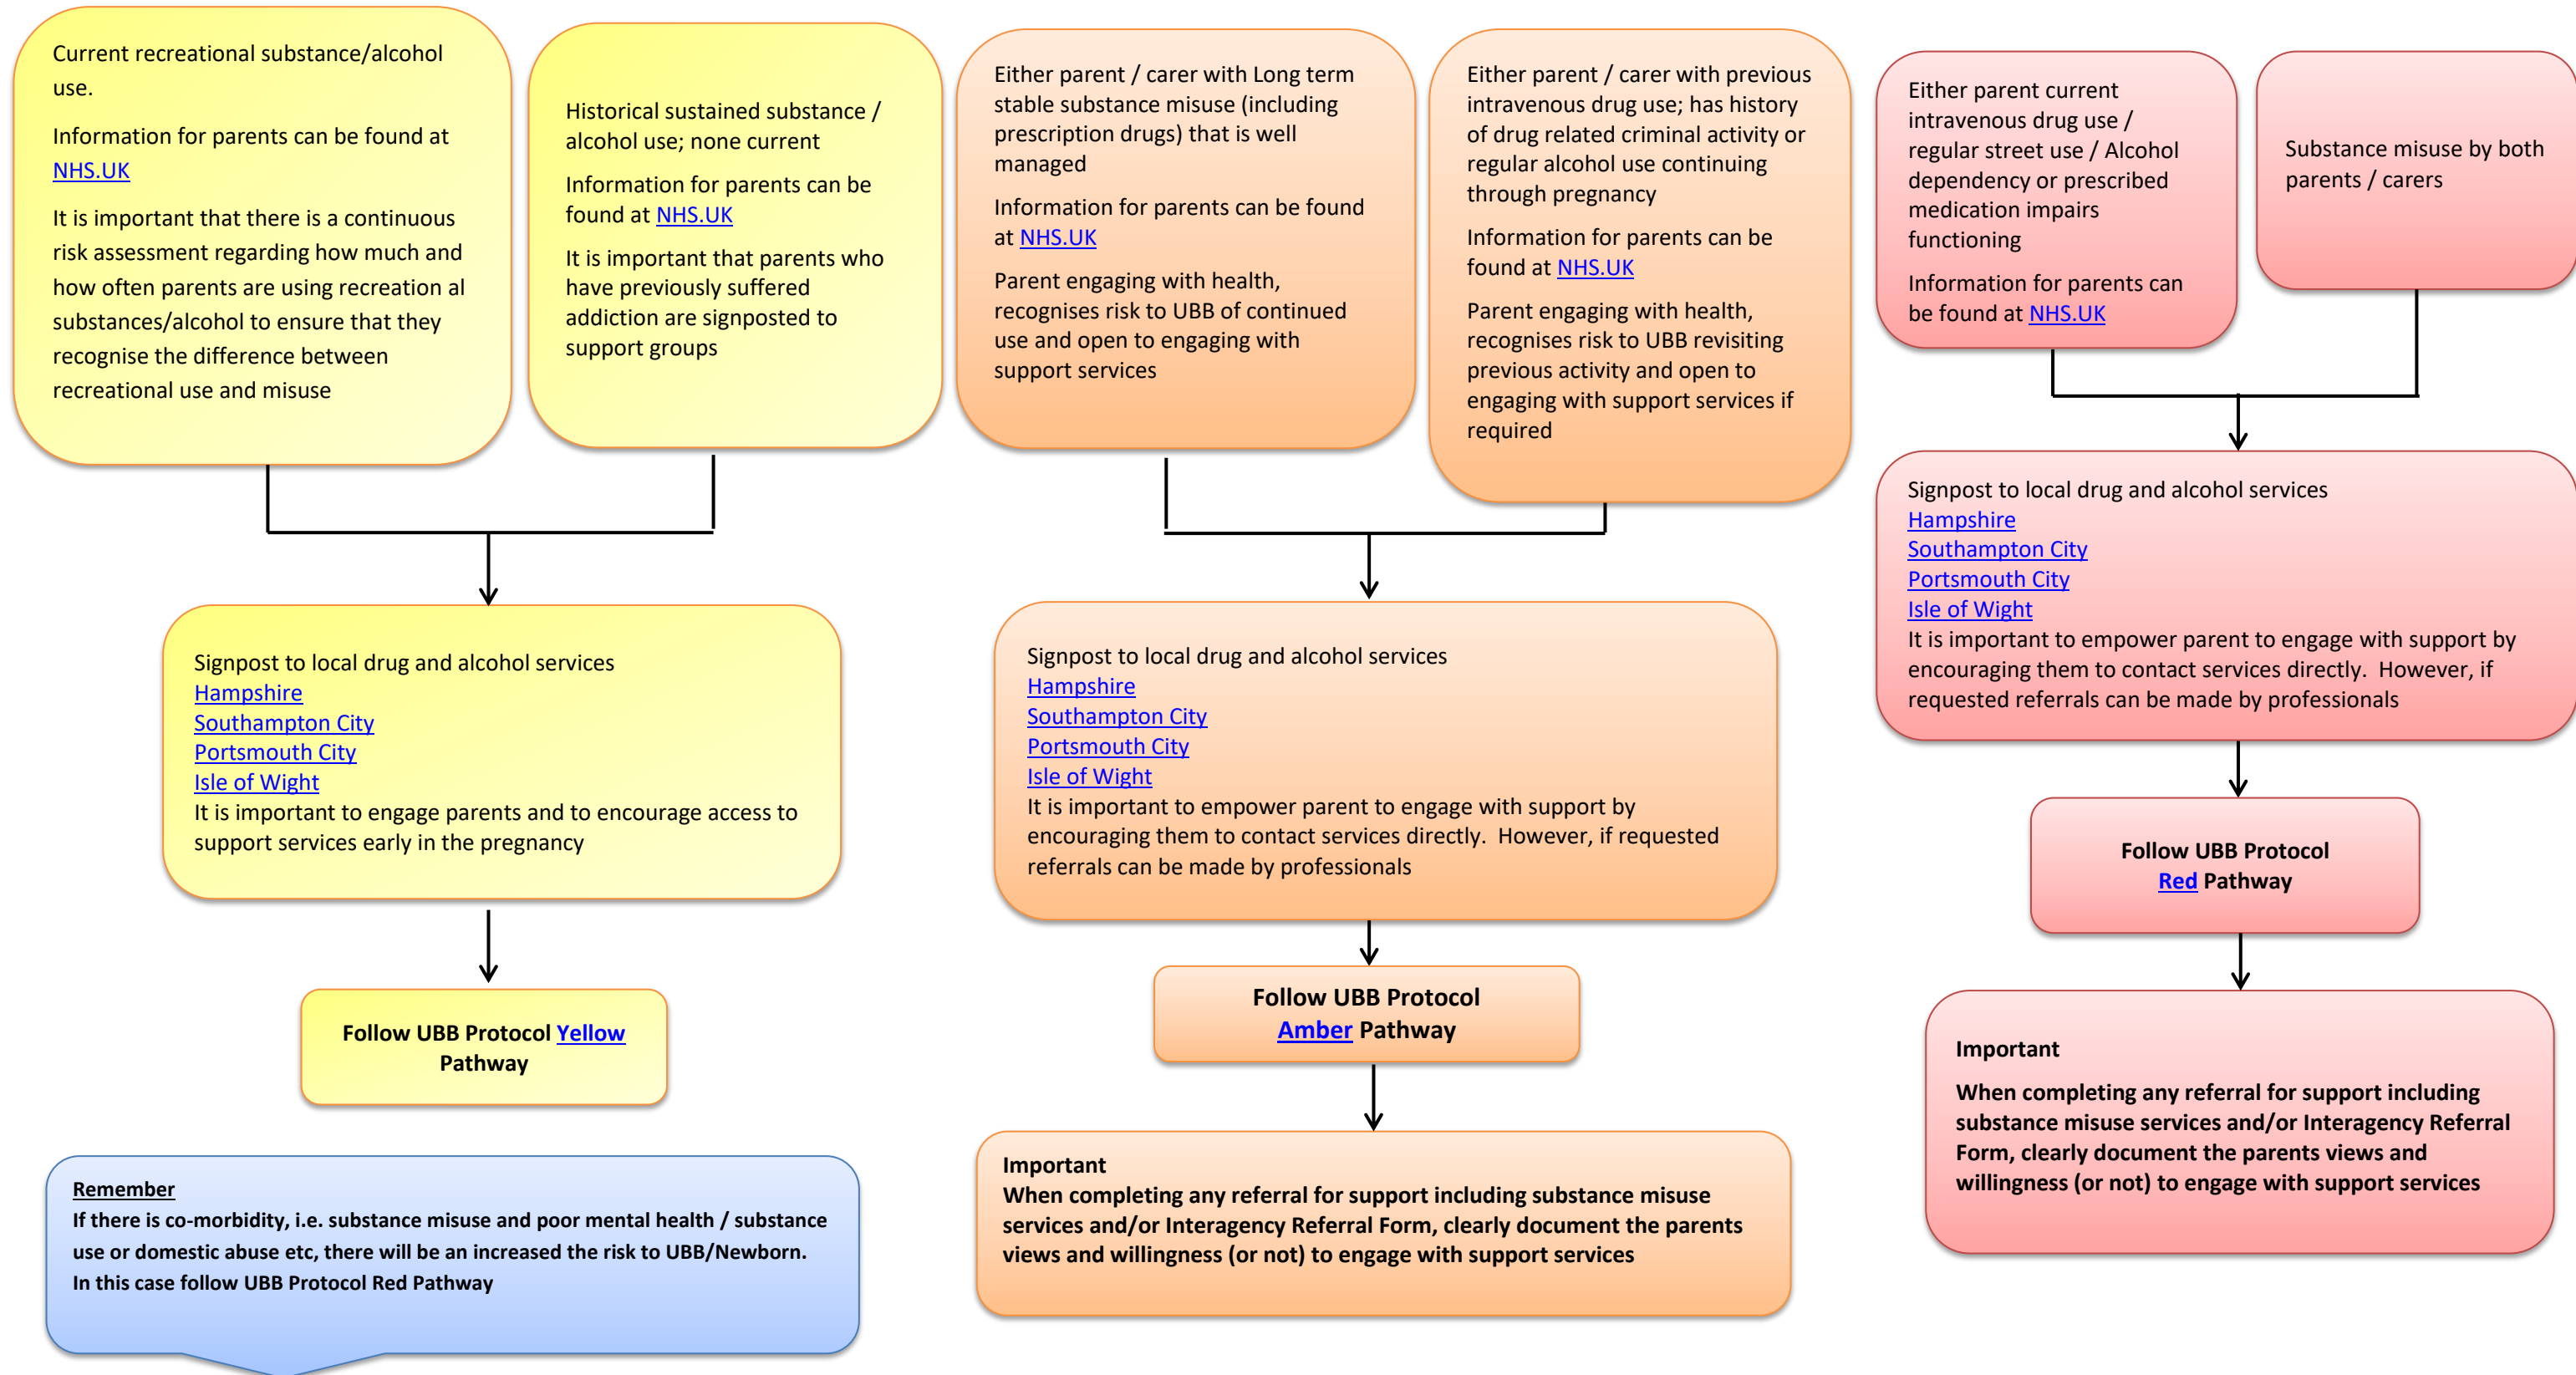 Current recreational substance/alcohol
use.
Information for parents can be found at
NHS.UK
It is important that there is a continuous
risk assessment regarding how much and
how often parents are using recreation al
substances/alcohol to ensure that they
recognise the difference between
recreational use and misuse
Historical sustained substance /
alcohol use; none current
Information for parents can be
found at NHS.UK
It is important that parents who
have previously suffered
addiction are signposted to
support groups
Either parent / carer with Long term
stable substance misuse (including
prescription drugs) that is well
managed
Information for parents can be found
at NHS.UK
Parent engaging with health,
recognises risk to UBB of continued
use and open to engaging with
support services
Either parent / carer with previous
intravenous drug use; has history
of drug related criminal activity or
regular alcohol use continuing
through pregnancy
Information for parents can be
found at NHS.UK
Parent engaging with health,
recognises risk to UBB revisiting
previous activity and open to
engaging with support services if
required
Either parent current
intravenous drug use /
regular street use / Alcohol
dependency or prescribed
medication impairs
functioning
Information for parents can
be found at NHS.UK
Substance misuse by both
parents / carers
Signpost to local drug and alcohol services
Hampshire
Southampton City
Portsmouth City
Isle of Wight
It is important to engage parents and to encourage access to
support services early in the pregnancy
Signpost to local drug and alcohol services
Hampshire
Southampton City
Portsmouth City
Isle of Wight
It is important to empower parent to engage with support by
encouraging them to contact services directly.  However, if requested
referrals can be made by professionals
Signpost to local drug and alcohol services
Hampshire
Southampton City
Portsmouth City
Isle of Wight
It is important to empower parent to engage with support by
encouraging them to contact services directly.  However, if
requested referrals can be made by professionals
Follow UBB Protocol Yellow
Pathway
Follow UBB Protocol
Amber Pathway
Follow UBB Protocol
Red Pathway
Remember
If there is co-morbidity, i.e. substance misuse and poor mental health / substance
use or domestic abuse etc, there will be an increased the risk to UBB/Newborn.
In this case follow UBB Protocol Red Pathway
Important
When completing any referral for support including substance misuse
services and/or Interagency Referral Form, clearly document the parents
views and willingness (or not) to engage with support services
Important
When completing any referral for support including
substance misuse services and/or Interagency Referral
Form, clearly document the parents views and
willingness (or not) to engage with support services